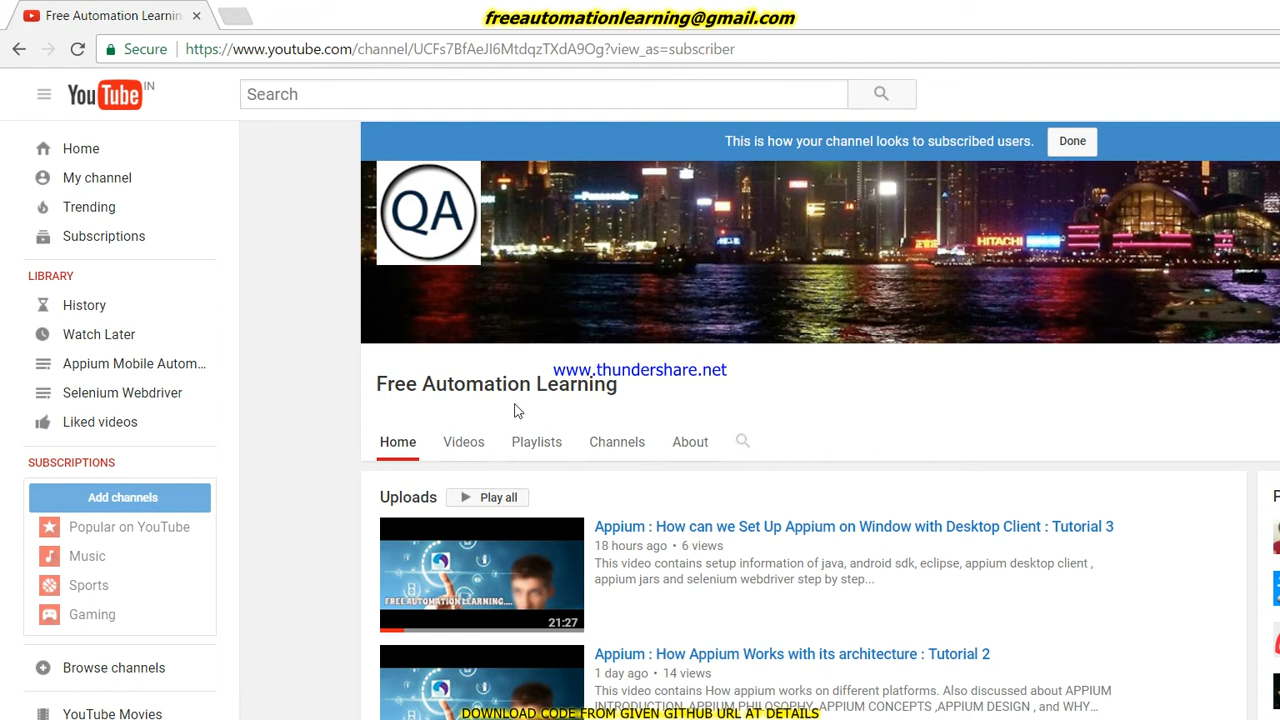 freeautomationlearning@gmail.com
Free Automation Learnin
Secure https://www.youtube.com/channel/UCFs7BfAeJI6MtdqzTXdA9Og?view_as=subscriber
YouTube IN
Search
This is how your channel looks to subscribed users. Done
Home
My channel
Trending
Subscriptions
QA
Panasonic
HITACHI
LIBRARY
History
Watch Later
Appium Mobile Autom...
Selenium Webdriver
Liked videos
www.thundershare.net
Free Automation Learning
Home Videos Playlists Channels About
SUBSCRIPTIONS
Add channels
Popular on YouTube
Music
Sports
Gaming
Browse channels
YouTube Movies
Uploads Play all
Appium : How can we Set Up Appium on Window with Desktop Client : Tutorial 3
18 hours ago • 6 views
This video contains setup information of java, android sdk, eclipse, appium desktop client ,
appium jars and selenium webdriver step by step...
FREE AUTOMATION LEARNING....
21:27
Appium : How Appium Works with its architecture : Tutorial 2
1 day ago • 14 views
This video contains How appium works on different platforms. Also discussed about APPIUM
INTRODUCTION, APPIUM PHILOSOPHY, APPIUM CONCEPTS ,APPIUM DESIGN , and WHY...
DOWNLOAD CODE FROM GIVEN GITHUB URL AT DETAILS